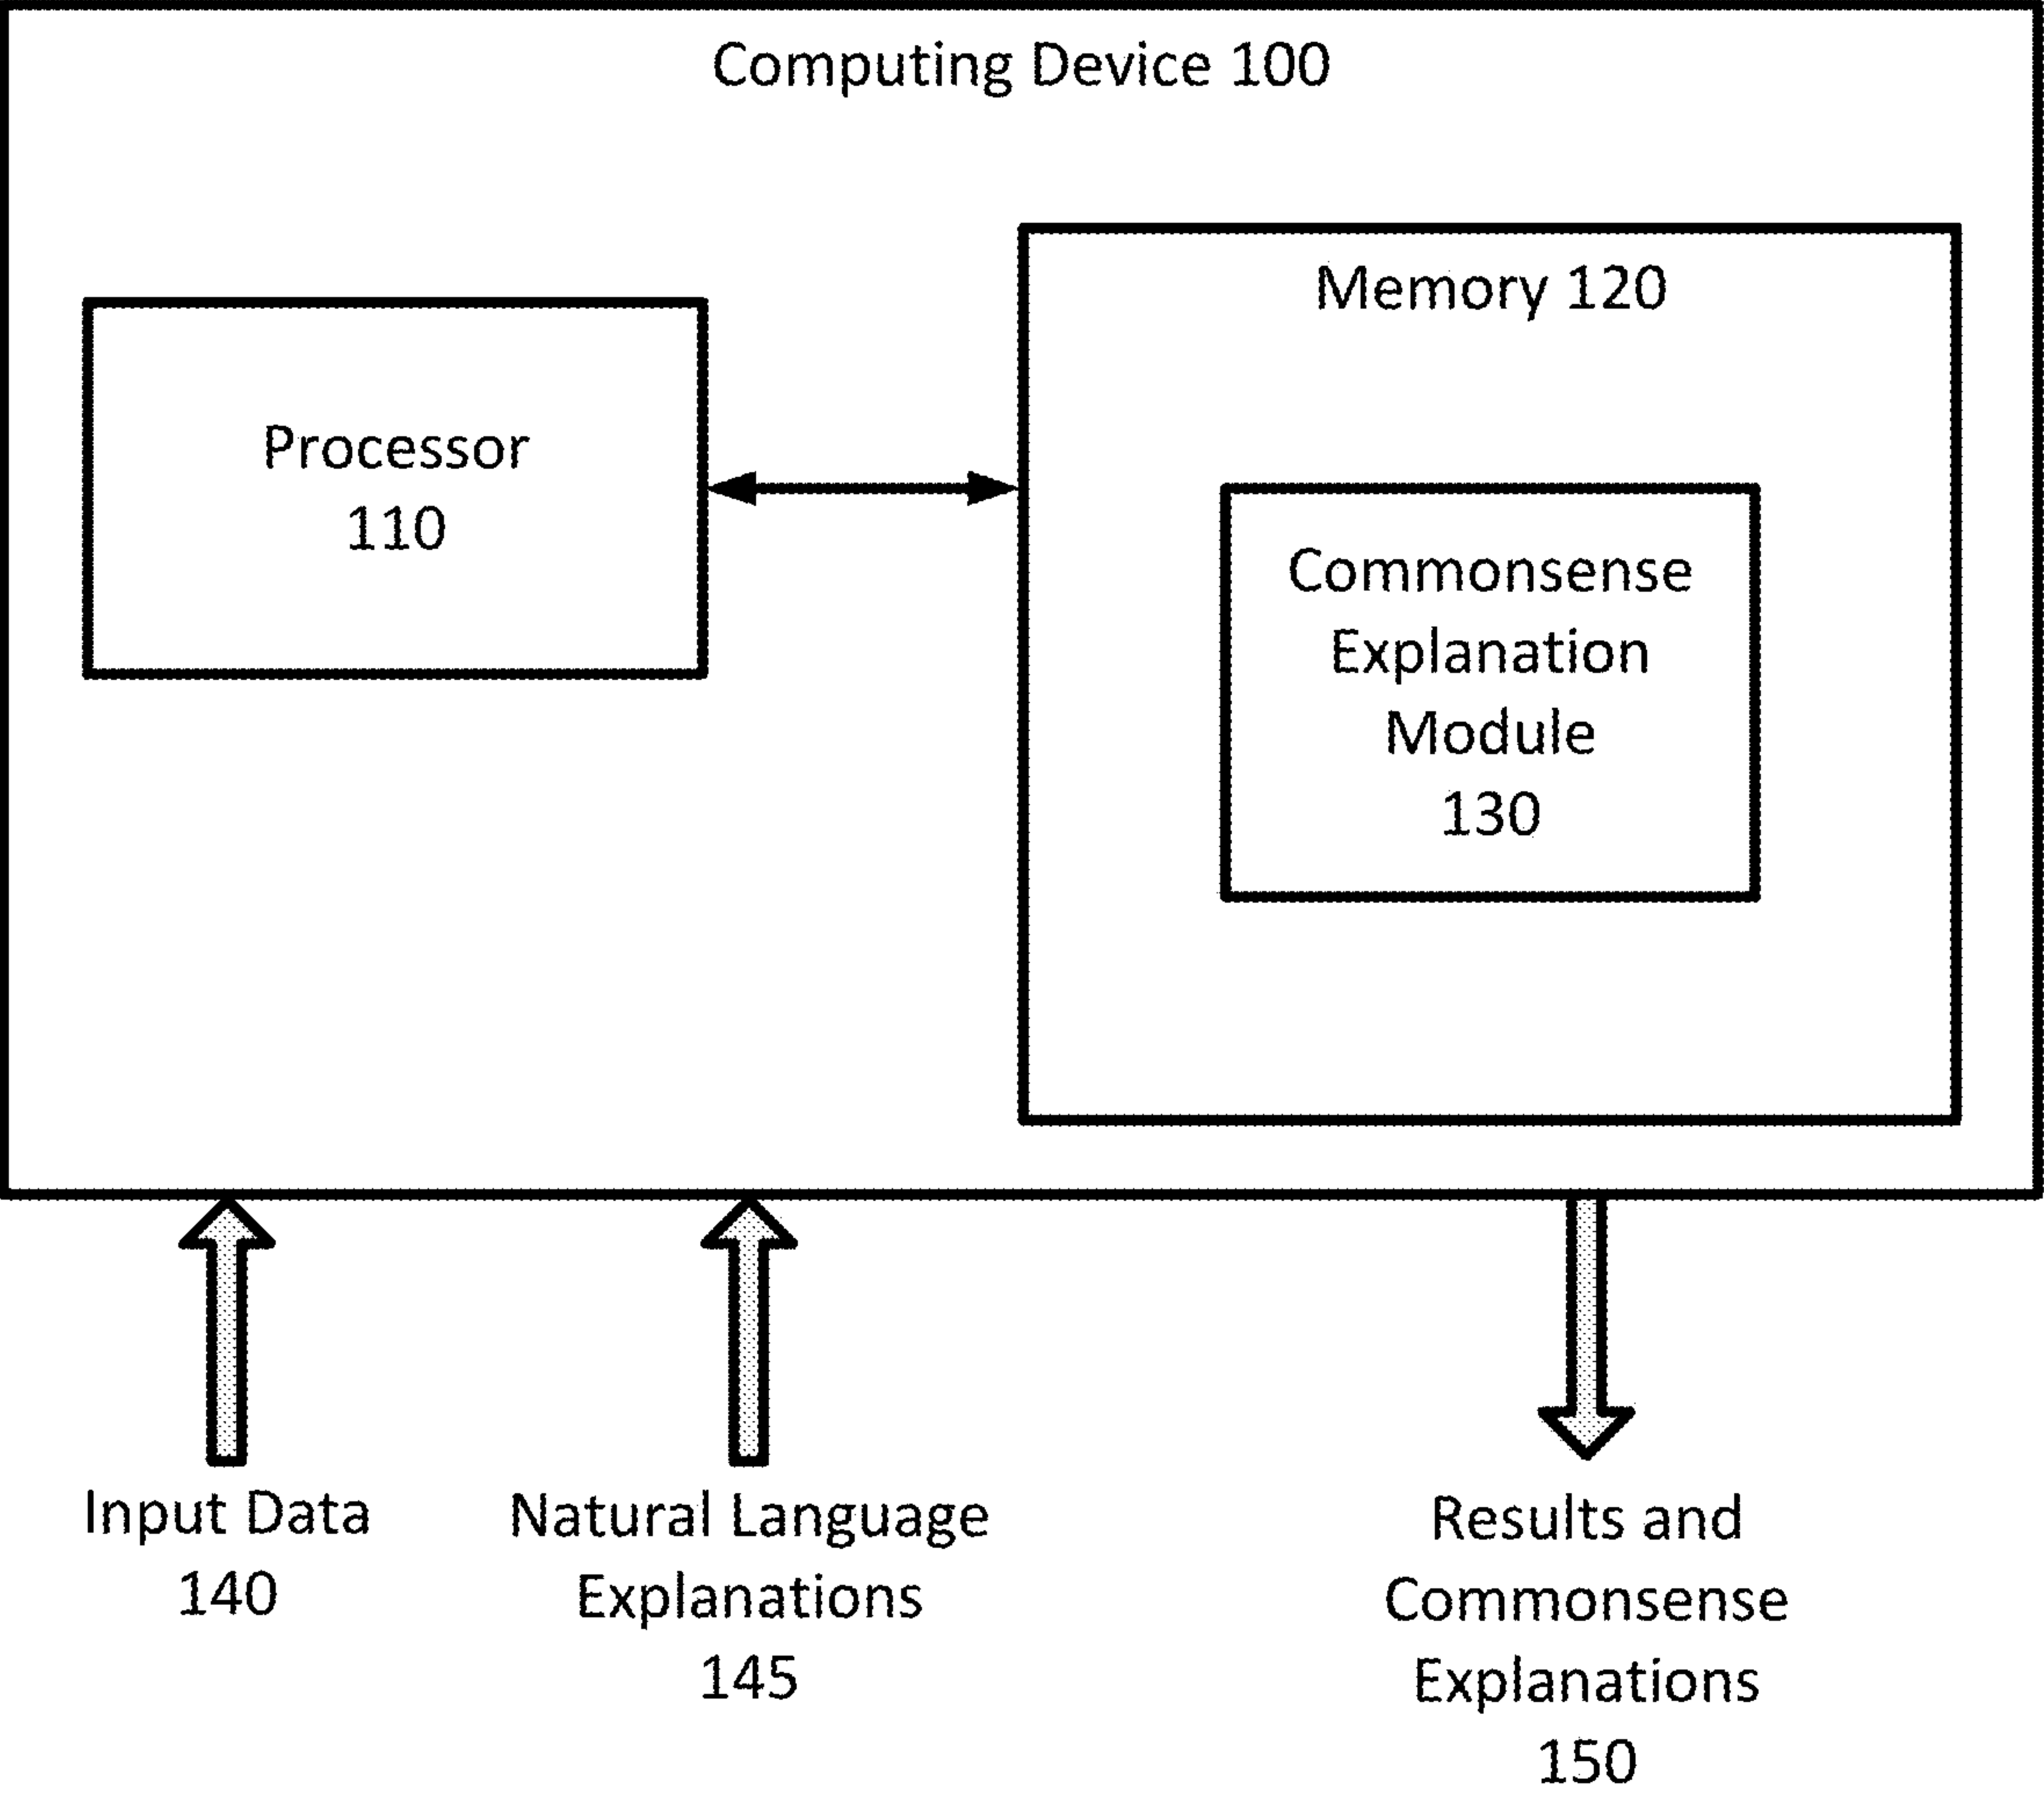 Computing Device 100
Memory 120
Processor
110
Commonsense
Explanation
Module
130
Input Data
140
Natural Language
Explanations
145
Results and
Commonsense
Explanations
150